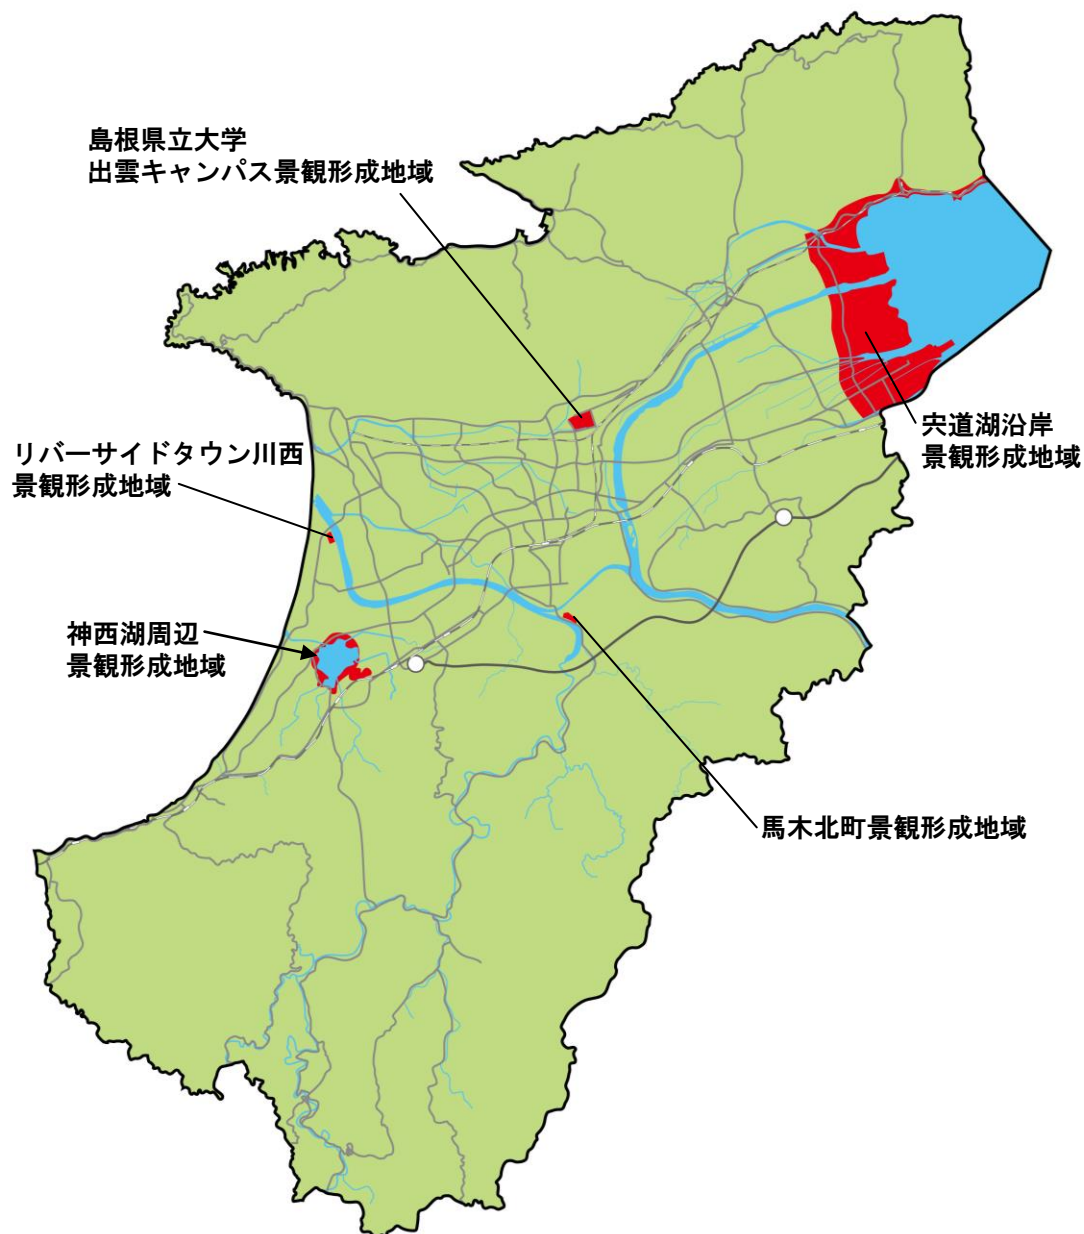 島根県立大学
出雲キャンパス景観形成地域
宍道湖沿岸
景観形成地域
リバーサイドタウン川西
景観形成地域
神西湖周辺
景観形成地域
馬木北町景観形成地域